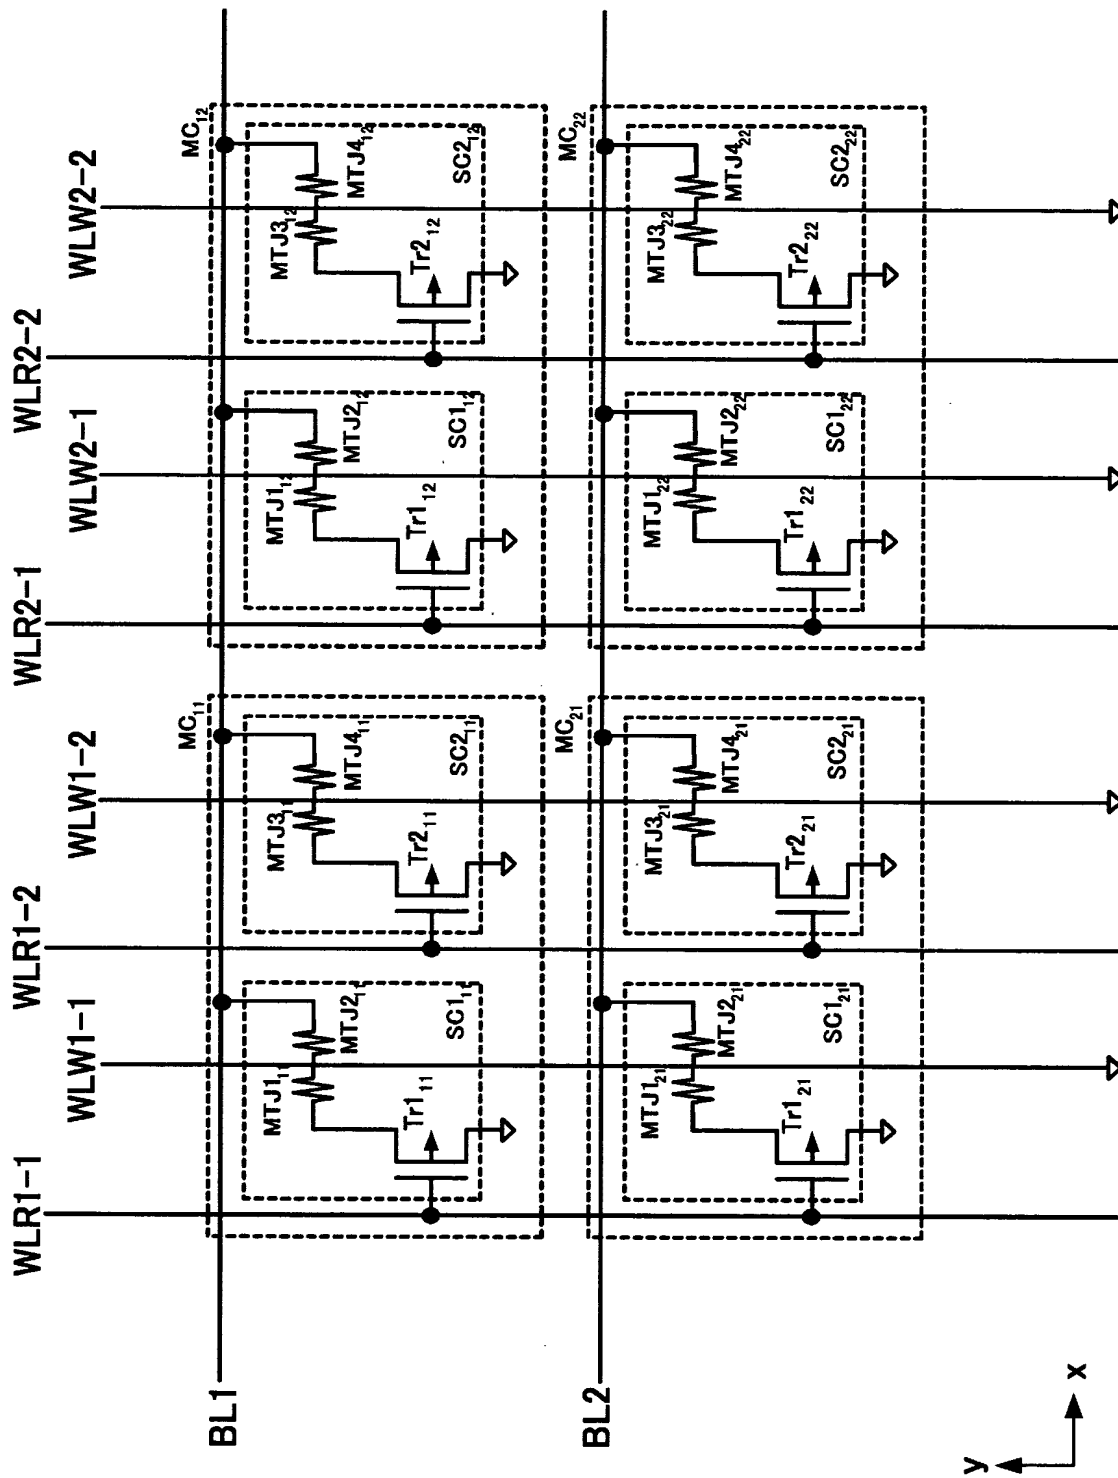 WLR1-1
WLW1-1
WLR1-2
WLW1-2
WLR2-1
WLW2-1
WLR2-2
WLW2-2
BL1
MC₁₁
MTJ1₁₁
MTJ2₁₁
Tr1₁₁
SC1₁₁
MTJ3₁₁
MTJ4₁₁
Tr2₁₁
SC2₁₁
MC₁₂
MTJ1₁₂
MTJ2₁₂
Tr1₁₂
SC1₁₂
MTJ3₁₂
MTJ4₁₂
Tr2₁₂
SC2₁₂
BL2
MC₂₁
MTJ1₂₁
MTJ2₂₁
Tr1₂₁
SC1₂₁
MTJ3₂₁
MTJ4₂₁
Tr2₂₁
SC2₂₁
MC₂₂
MTJ1₂₂
MTJ2₂₂
Tr1₂₂
SC1₂₂
MTJ3₂₂
MTJ4₂₂
Tr2₂₂
SC2₂₂
y
x